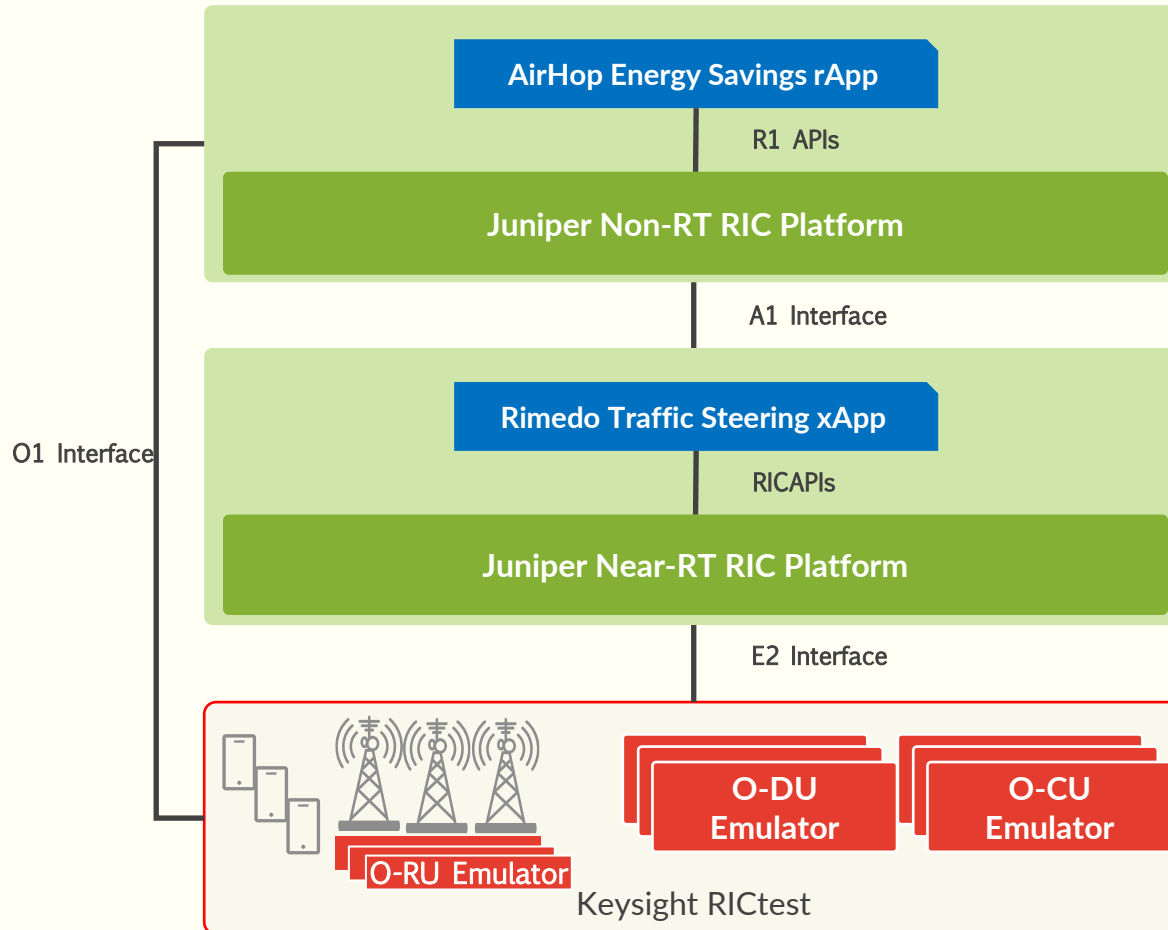 AirHop Energy Savings rApp
R1 APIs
Juniper Non-RT RIC Platform
A1 Interface
Rimedo Traffic Steering xApp
O1 Interface
RICAPIs
Juniper Near-RT RIC Platform
E2 Interface
O-DU
Emulator
O-CU
Emulator
O-RU Emulator
Keysight RICtest